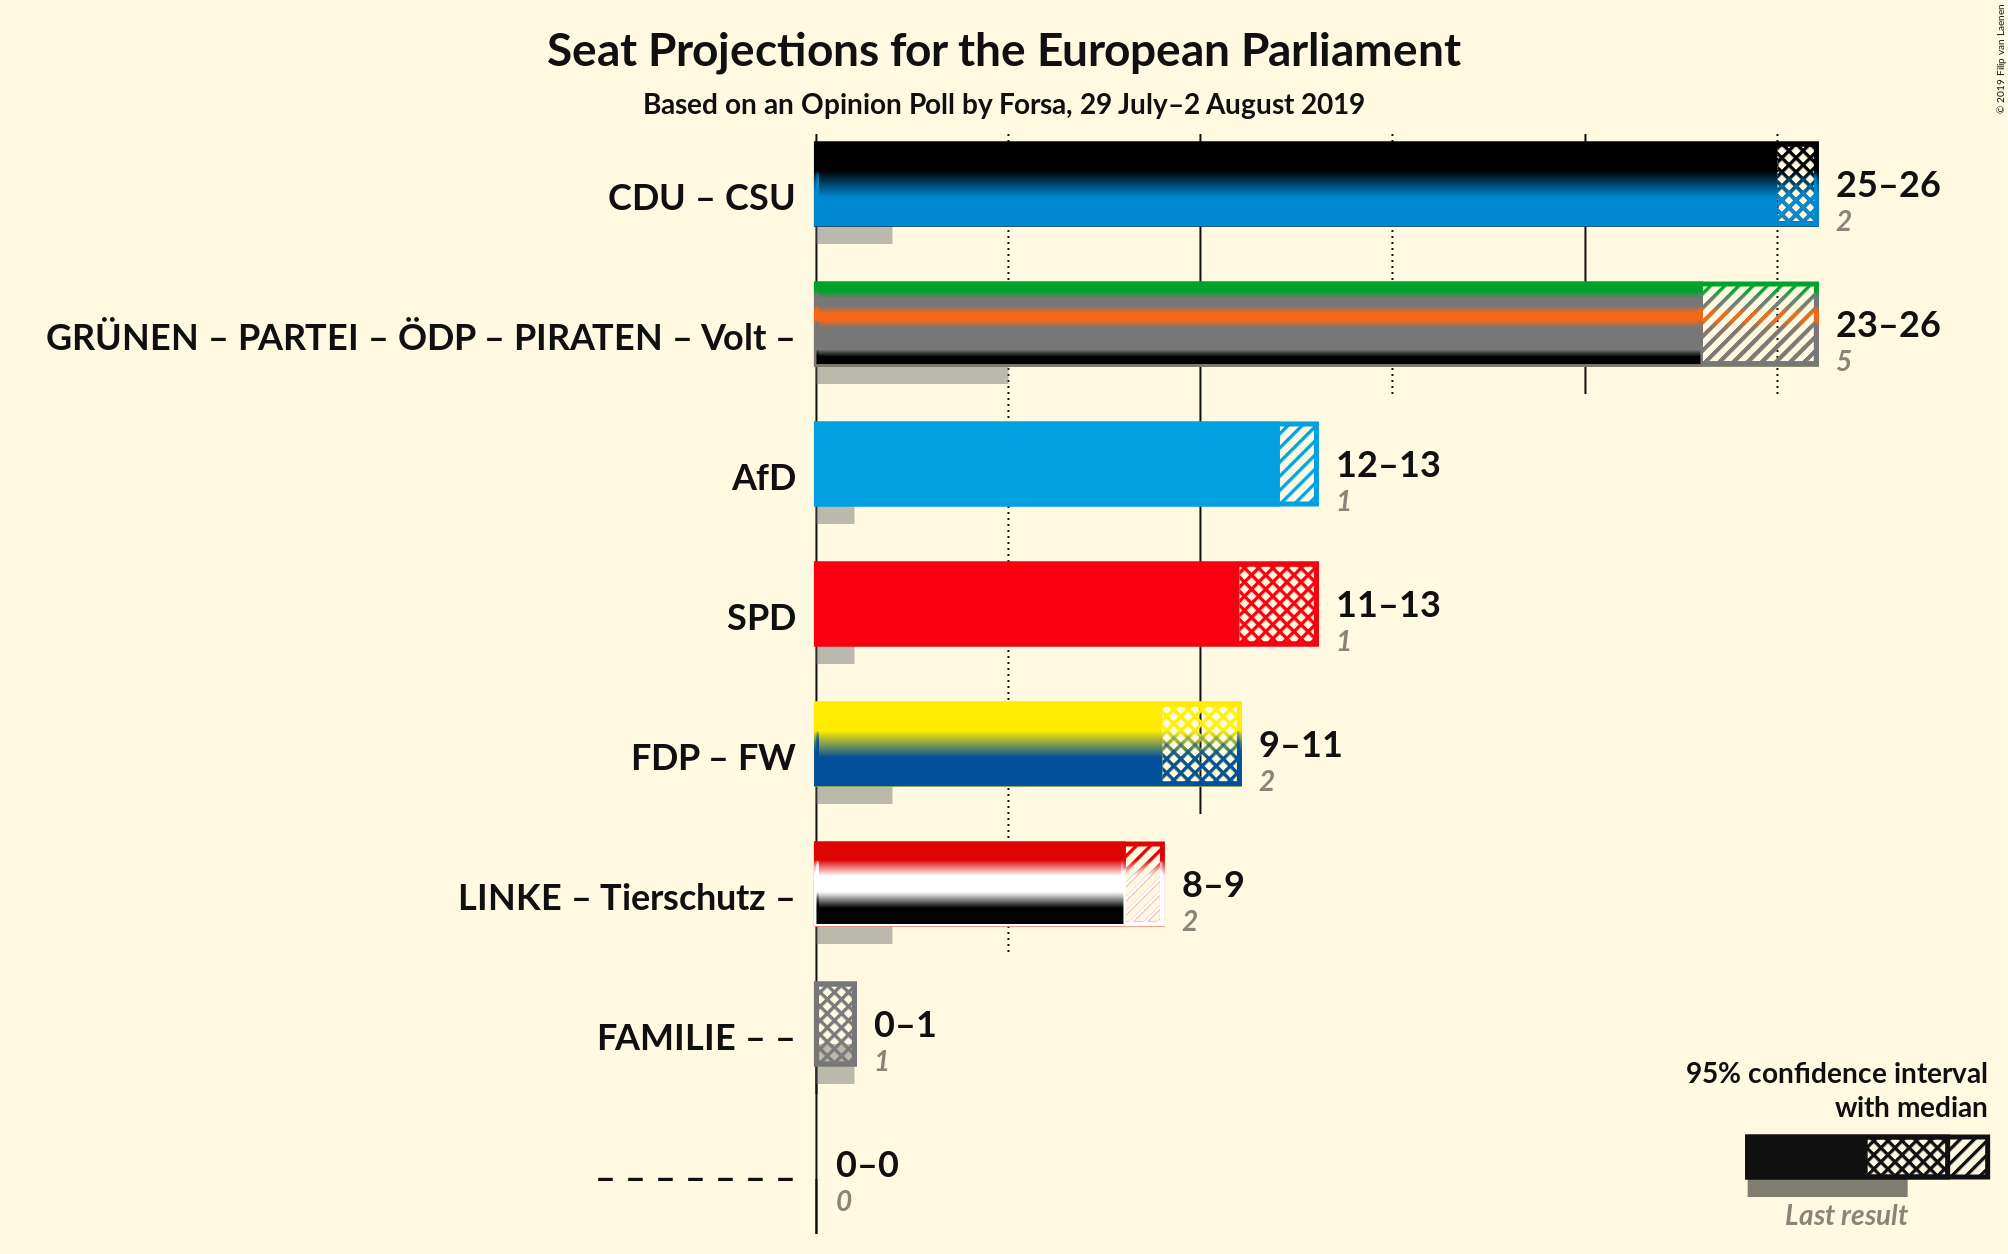 Seat Projections for the European Parliament
Based on an Opinion Poll by Forsa, 29 July–2 August 2019
© 2019 Filip van Laenen
CDU – CSU
25–26
2
GRÜNEN – PARTEI – ÖDP – PIRATEN – Volt –
23–26
5
AfD
12–13
1
SPD
11–13
1
FDP – FW
9–11
2
LINKE – Tierschutz –
8–9
2
FAMILIE – –
0–1
1
– – – – – – –
0–0
0
95% confidence interval
with median
Last result